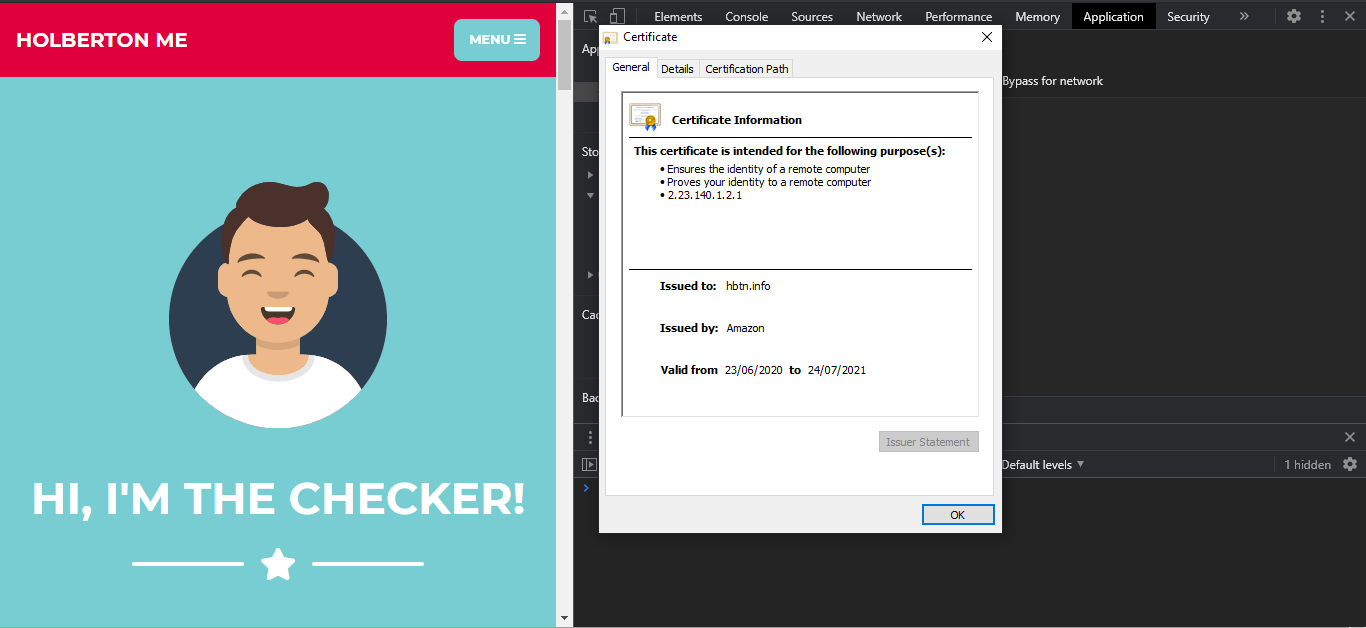 HOLBERTON ME
MENU
HI, I'M THE CHECKER!
Elements Console Sources Network Performance Memory Application Security
Bypass for network
Certificate
General Details Certification Path
Certificate Information
This certificate is intended for the following purpose(s):
• Ensures the identity of a remote computer
• Proves your identity to a remote computer
• 2.23.140.1.2.1
Issued to: hbtn.info
Issued by: Amazon
Valid from 23/06/2020 to 24/07/2021
Issuer Statement
OK
App
Sto
Cac
Bac
Default levels
1 hidden